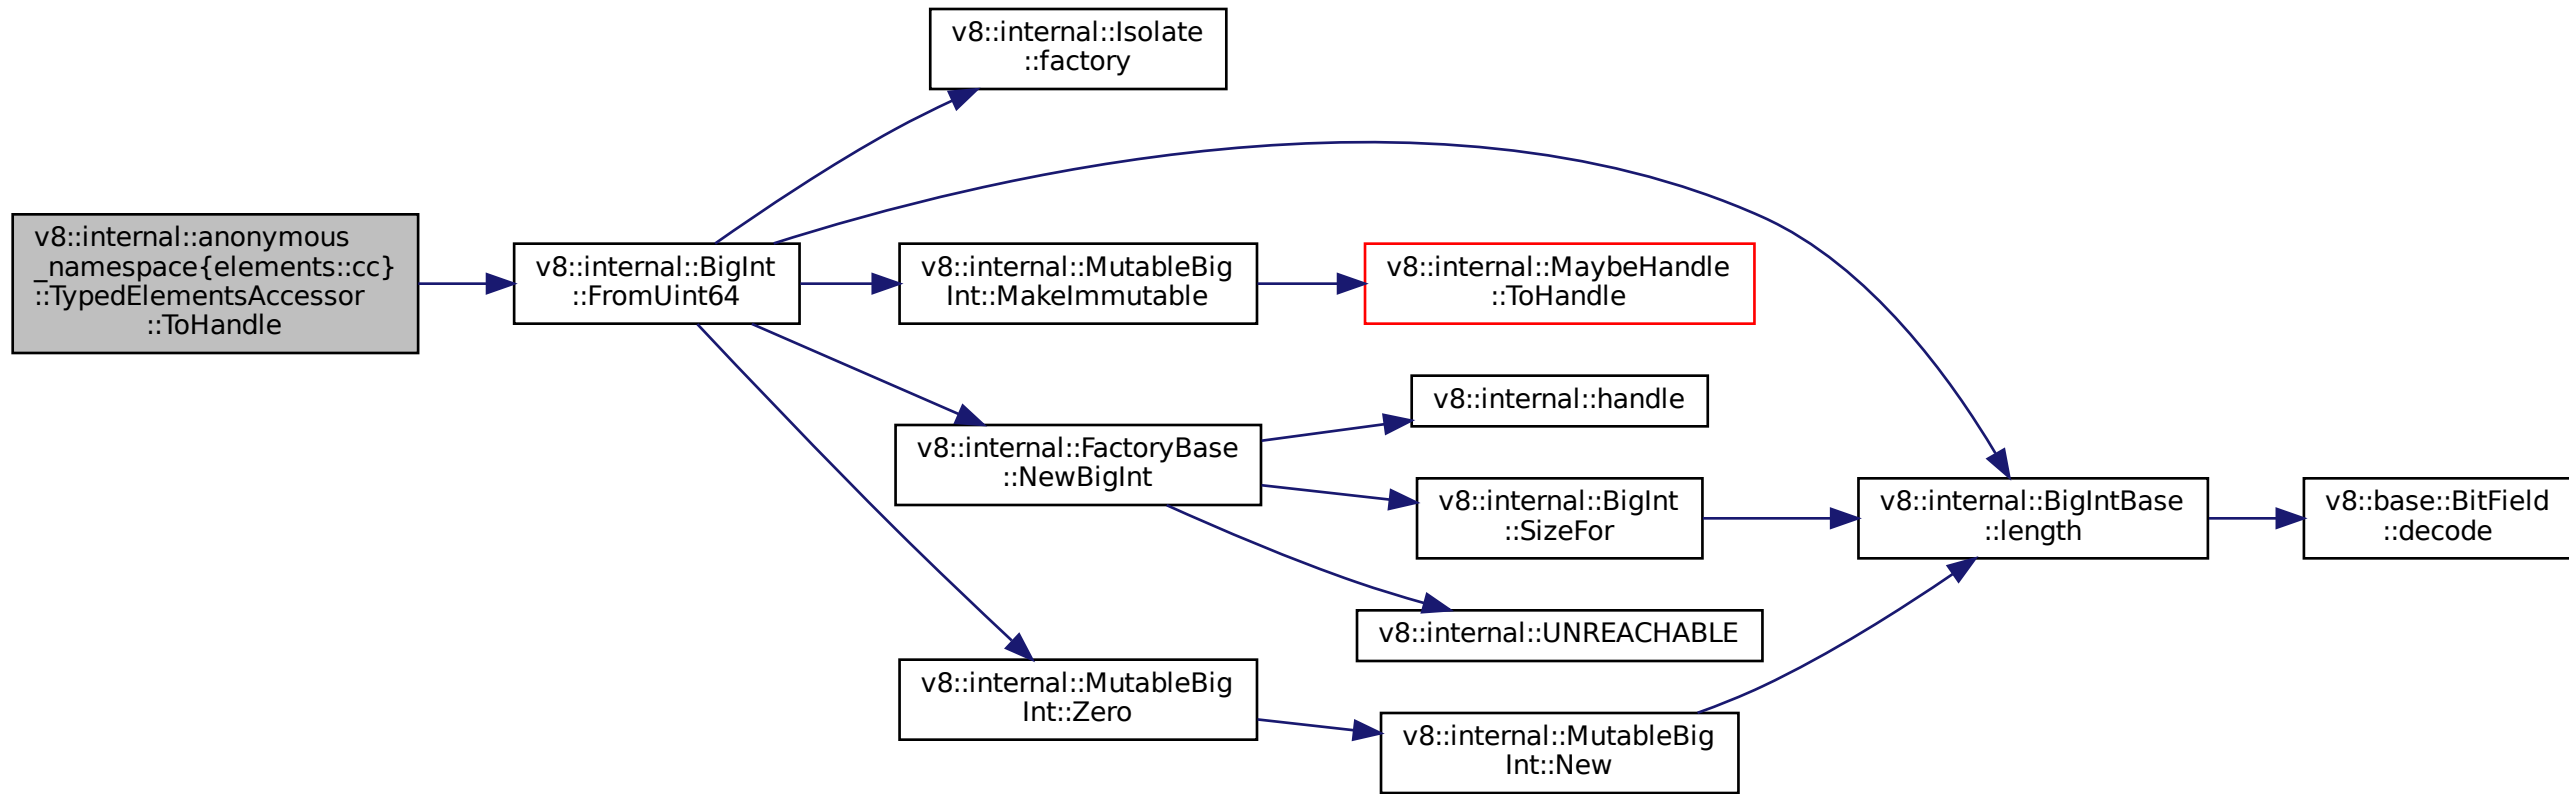 v8::internal::anonymous
_namespace{elements::cc}
::TypedElementsAccessor
::ToHandle
v8::internal::BigInt
::FromUint64
v8::internal::Isolate
::factory
v8::internal::MutableBig
Int::MakeImmutable
v8::internal::MaybeHandle
::ToHandle
v8::internal::FactoryBase
::NewBigInt
v8::internal::handle
v8::internal::BigInt
::SizeFor
v8::internal::UNREACHABLE
v8::internal::BigIntBase
::length
v8::base::BitField
::decode
v8::internal::MutableBig
Int::Zero
v8::internal::MutableBig
Int::New